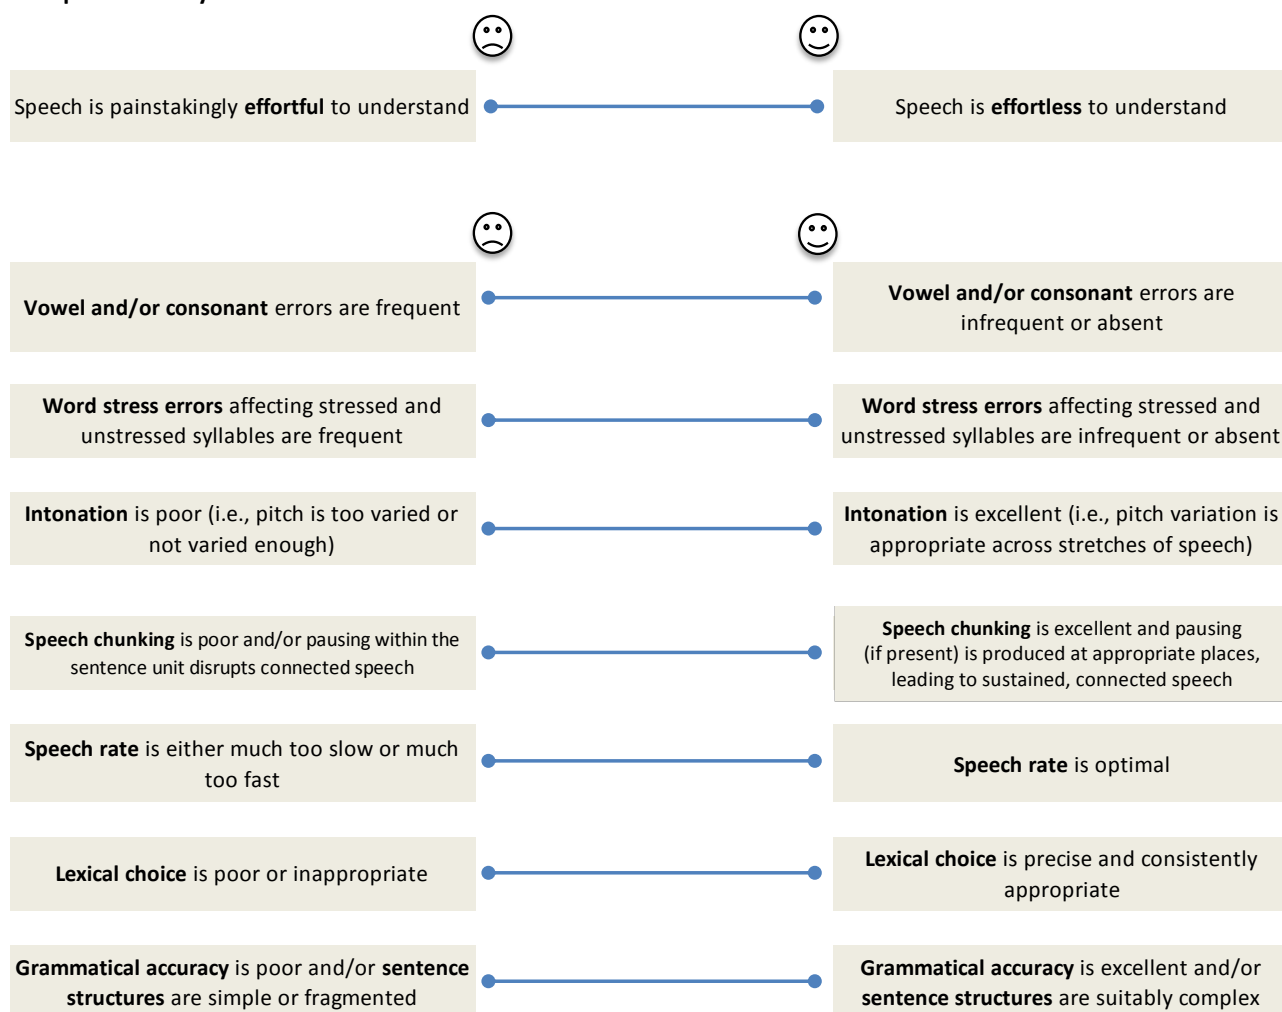 Speech is painstakingly effortful to understand
Speech is effortless to understand
Vowel and/or consonant errors are frequent
Vowel and/or consonant errors are
infrequent or absent
Word stress errors affecting stressed and
unstressed syllables are frequent
Word stress errors affecting stressed and
unstressed syllables are infrequent or absent
Intonation is poor (i.e., pitch is too varied or
not varied enough)
Intonation is excellent (i.e., pitch variation is
appropriate across stretches of speech)
Speech chunking is poor and/or pausing within the
sentence unit disrupts connected speech
Speech chunking is excellent and pausing
(if present) is produced at appropriate places,
leading to sustained, connected speech
Speech rate is either much too slow or much
too fast
Speech rate is optimal
Lexical choice is poor or inappropriate
Lexical choice is precise and consistently
appropriate
Grammatical accuracy is poor and/or sentence
structures are simple or fragmented
Grammatical accuracy is excellent and/or
sentence structures are suitably complex